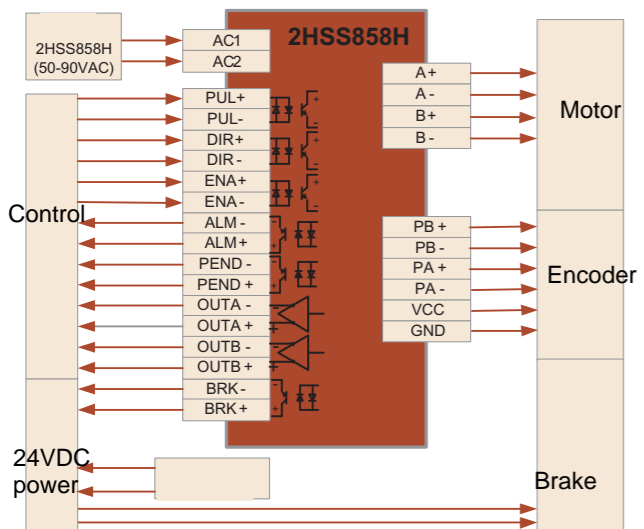 2HSS858H
(50-90VAC)
AC1
AC2
2HSS858H
A+
A -
B+
B -
Motor
Control
PUL+
PUL-
DIR+
DIR-
ENA+
ENA-
ALM -
ALM+
PEND -
PEND +
OUTA -
OUTA +
OUTB -
OUTB +
BRK-
BRK+
PB +
PB -
PA +
PA -
VCC
GND
Encoder
24VDC
power
Brake